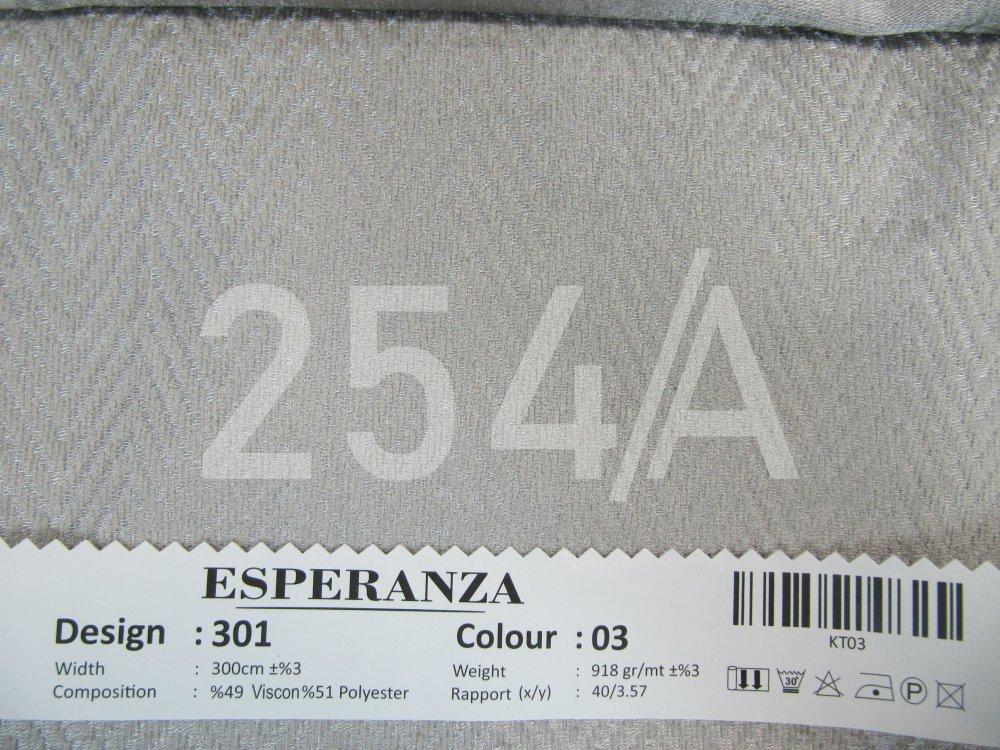 254/A
ESPERANZA
Design : 301 Colour : 03
Width : 300cm ±%3 Weight : 918 gr/mt ±%3
Composition : %49 Viscon%51 Polyester Rapport (x/y) : 40/3.57
KT03
30°
P